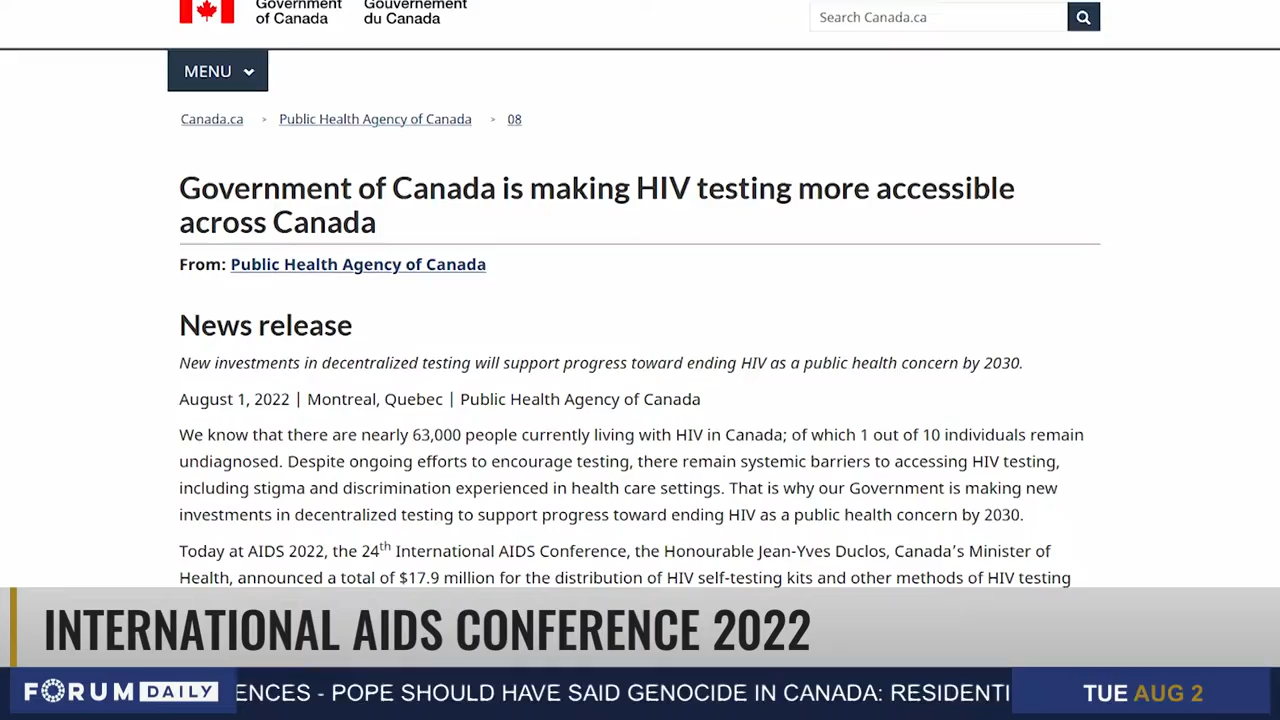 Government
of Canada
Gouvernement
du Canada
Search Canada.ca
MENU
Canada.ca > Public Health Agency of Canada > 08
Government of Canada is making HIV testing more accessible
across Canada
From: Public Health Agency of Canada
News release
New investments in decentralized testing will support progress toward ending HIV as a public health concern by 2030.
August 1, 2022 | Montreal, Quebec | Public Health Agency of Canada
We know that there are nearly 63,000 people currently living with HIV in Canada; of which 1 out of 10 individuals remain
undiagnosed. Despite ongoing efforts to encourage testing, there remain systemic barriers to accessing HIV testing,
including stigma and discrimination experienced in health care settings. That is why our Government is making new
investments in decentralized testing to support progress toward ending HIV as a public health concern by 2030.
Today at AIDS 2022, the 24th International AIDS Conference, the Honourable Jean-Yves Duclos, Canada's Minister of
Health, announced a total of $17.9 million for the distribution of HIV self-testing kits and other methods of HIV testing
INTERNATIONAL AIDS CONFERENCE 2022
FORUM DAILY
ENCES - POPE SHOULD HAVE SAID GENOCIDE IN CANADA: RESIDENTI
TUE AUG 2